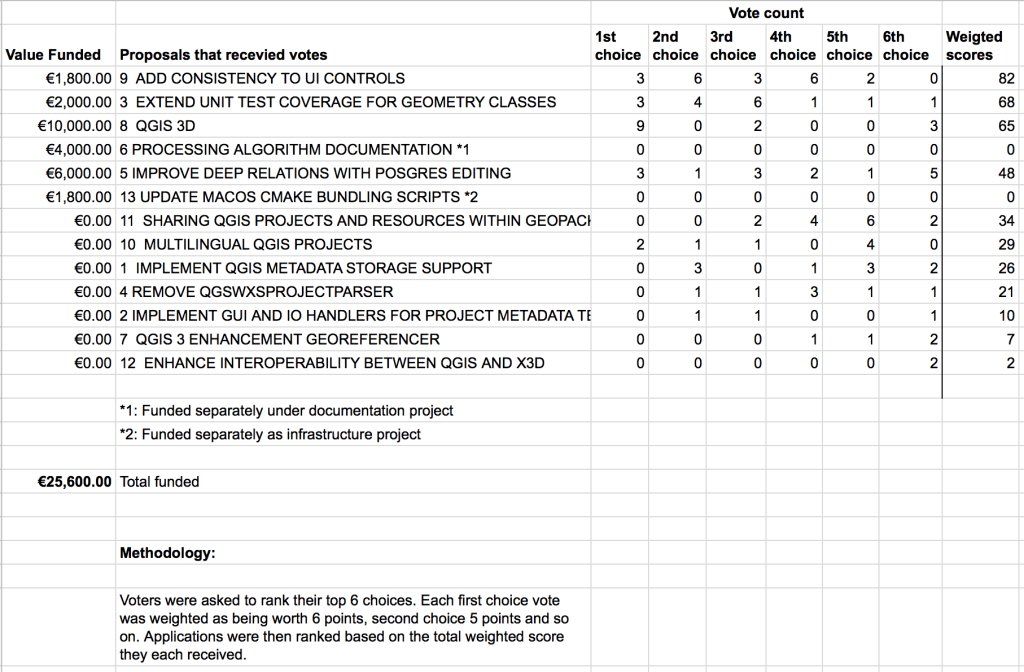 Vote count
Value Funded Proposals that recevied votes 1st choice 2nd choice 3rd choice 4th choice 5th choice 6th choice Weigted scores
€1,800.00 9 ADD CONSISTENCY TO UI CONTROLS 3 6 3 6 2 0 82
€2,000.00 3 EXTEND UNIT TEST COVERAGE FOR GEOMETRY CLASSES 3 4 6 1 1 1 68
€10,000.00 8 QGIS 3D 9 0 2 0 0 3 65
€4,000.00 6 PROCESSING ALGORITHM DOCUMENTATION *1 0 0 0 0 0 0 0
€6,000.00 5 IMPROVE DEEP RELATIONS WITH POSGRES EDITING 3 1 3 2 1 5 48
€1,800.00 13 UPDATE MACOS CMAKE BUNDLING SCRIPTS *2 0 0 0 0 0 0 0
€0.00 11 SHARING QGIS PROJECTS AND RESOURCES WITHIN GEOPACK 0 0 2 4 6 2 34
€0.00 10 MULTILINGUAL QGIS PROJECTS 2 1 1 0 4 0 29
€0.00 1 IMPLEMENT QGIS METADATA STORAGE SUPPORT 0 3 0 1 3 2 26
€0.00 4 REMOVE QGSWXSPROJECTPARSER 0 1 1 3 1 1 21
€0.00 2 IMPLEMENT GUI AND IO HANDLERS FOR PROJECT METADATA TE 0 1 1 0 0 1 10
€0.00 7 QGIS 3 ENHANCEMENT GEOREFERENCER 0 0 0 1 1 2 7
€0.00 12 ENHANCE INTEROPERABILITY BETWEEN QGIS AND X3D 0 0 0 0 0 2 2
*1: Funded separately under documentation project
*2: Funded separately as infrastructure project
€25,600.00 Total funded
Methodology:
Voters were asked to rank their top 6 choices. Each first choice vote
was weighted as being worth 6 points, second choice 5 points and so
on. Applications were then ranked based on the total weighted score
they each received.